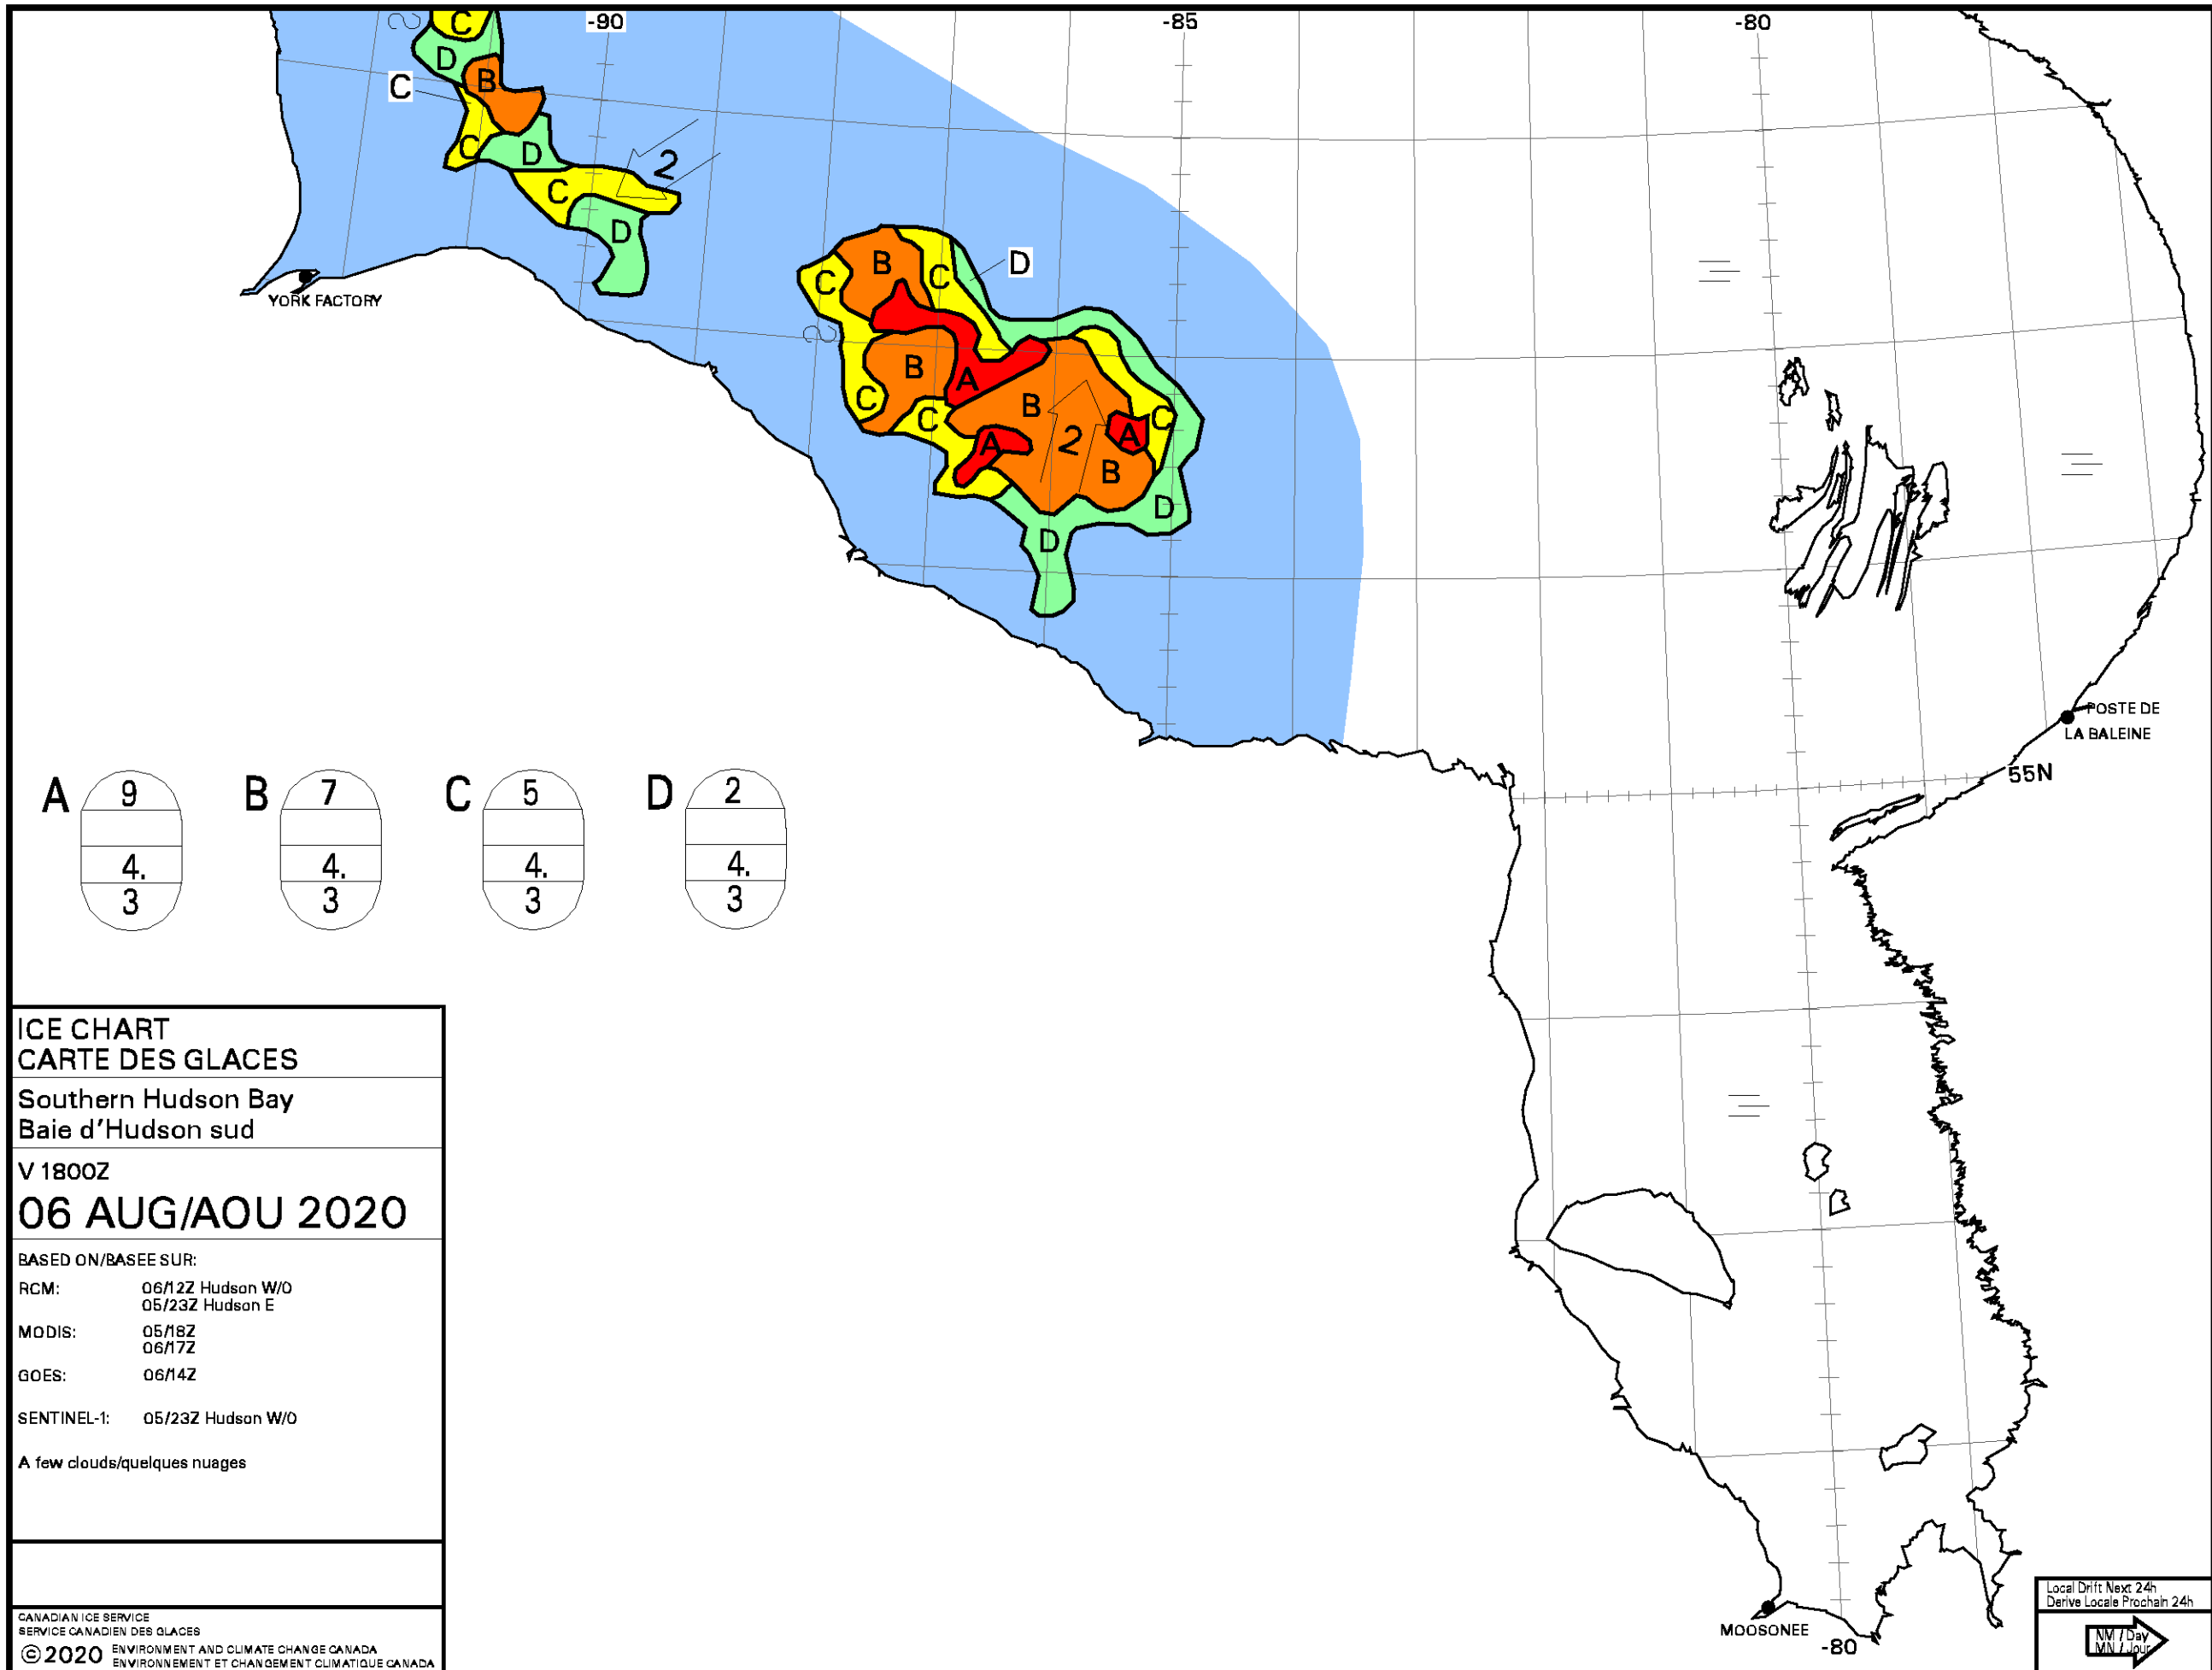 -90
-85
-80
C
D
B
C
C
D
2
C
D
YORK FACTORY
B
C
C
D
B
A
C
C
B
C
A
2
A
B
D
D
POSTE DE
LA BALEINE
55N
A
9
4.
3
B
7
4.
3
C
5
4.
3
D
2
4.
3
ICE CHART
CARTE DES GLACES
Southern Hudson Bay
Baie d'Hudson sud
V 1800Z
06 AUG/AOU 2020
BASED ON/BASEE SUR:
RCM: 06/12Z Hudson W/O
05/23Z Hudson E
MODIS: 05/18Z
06/17Z
GOES: 06/14Z
SENTINEL-1: 05/23Z Hudson W/O
A few clouds/quelques nuages
CANADIAN ICE SERVICE
SERVICE CANADIEN DES GLACES
©2020 ENVIRONMENT AND CLIMATE CHANGE CANADA
ENVIRONNEMENT ET CHANGEMENT CLIMATIQUE CANADA
MOOSONEE
-80
Local Drift Next 24h
Derive Locale Prochain 24h
NM / Day
MN / Jour